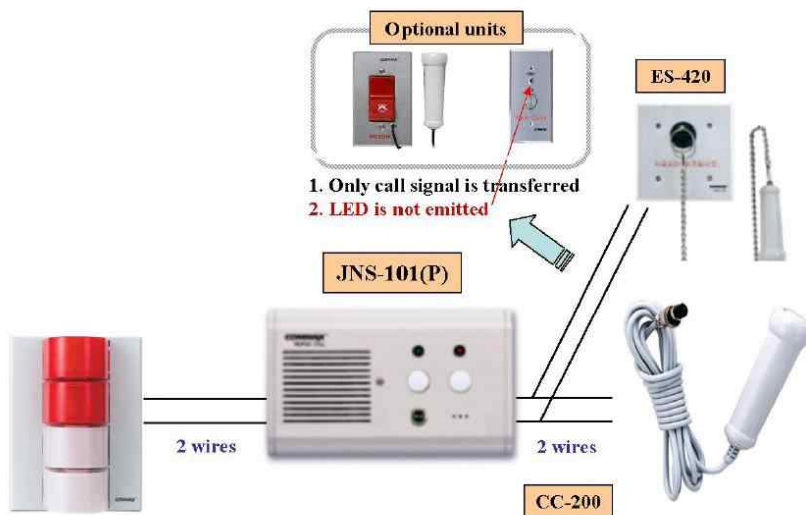 Optional units
ES-420
1. Only call signal is transferred
2. LED is not emitted
JNS-101(P)
COMMAX
2 wires
2 wires
CC-200